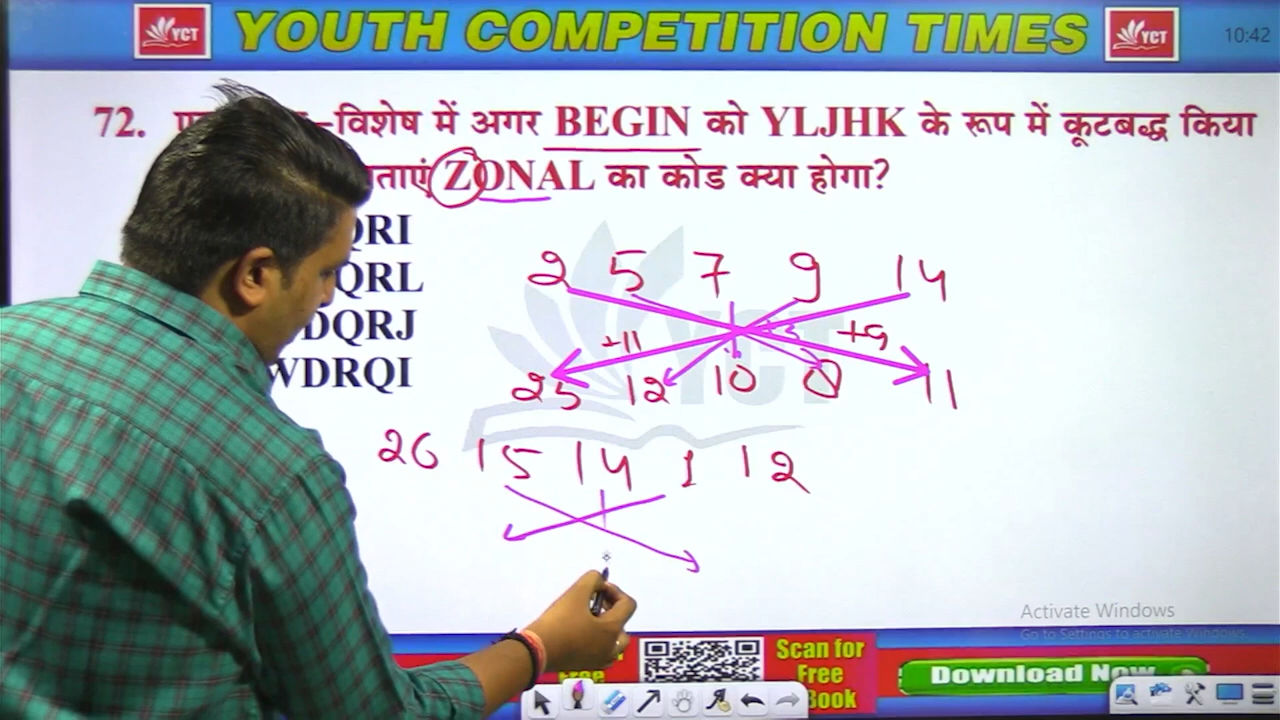 YCT YOUTH COMPETITION TIMES YCT 10:42
72. –विशेष में अगर BEGIN को YLJHK के रूप में कूटबद्ध किया
ZONAL का कोड क्या होगा?
QRI
QRL
DQRJ
WDRQI
2 5 7 9 14
+11 +3 +9
25 12 10 8 11
YCT
26 15 14 1 12
Activate Windows
Go to Settings to activate Windows.
Scan for
Free
Book
Download Now